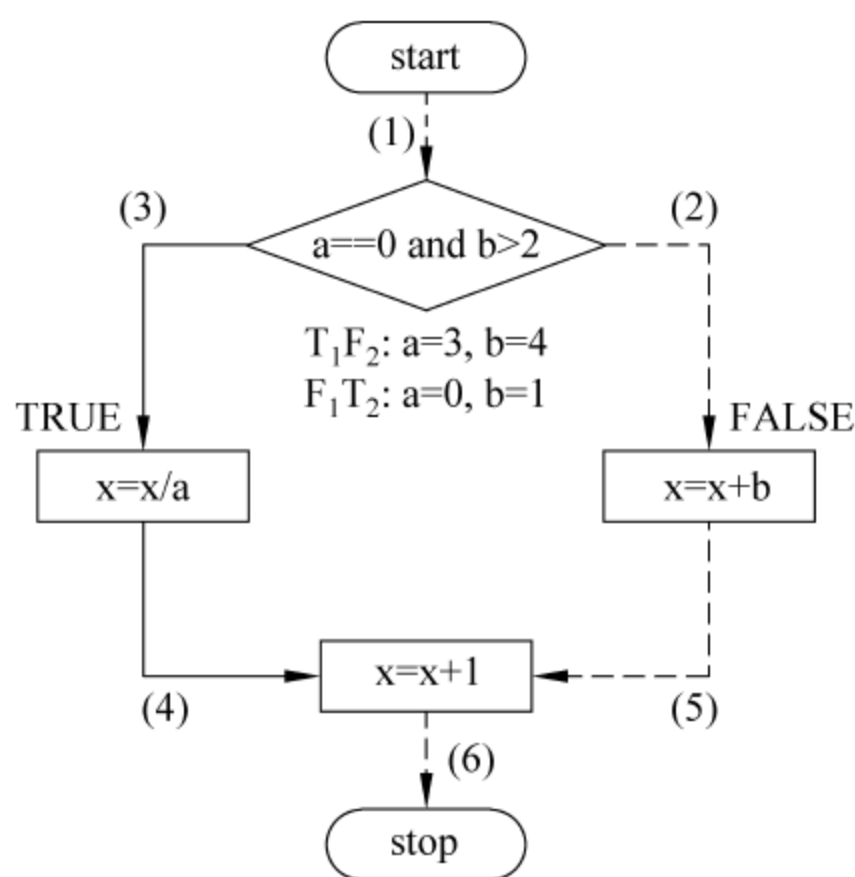 start
(1)
(3)
(2)
a==0 and b>2
T₁F₂: a=3, b=4
F₁T₂: a=0, b=1
TRUE
FALSE
x=x/a
x=x+b
x=x+1
(4)
(5)
(6)
stop